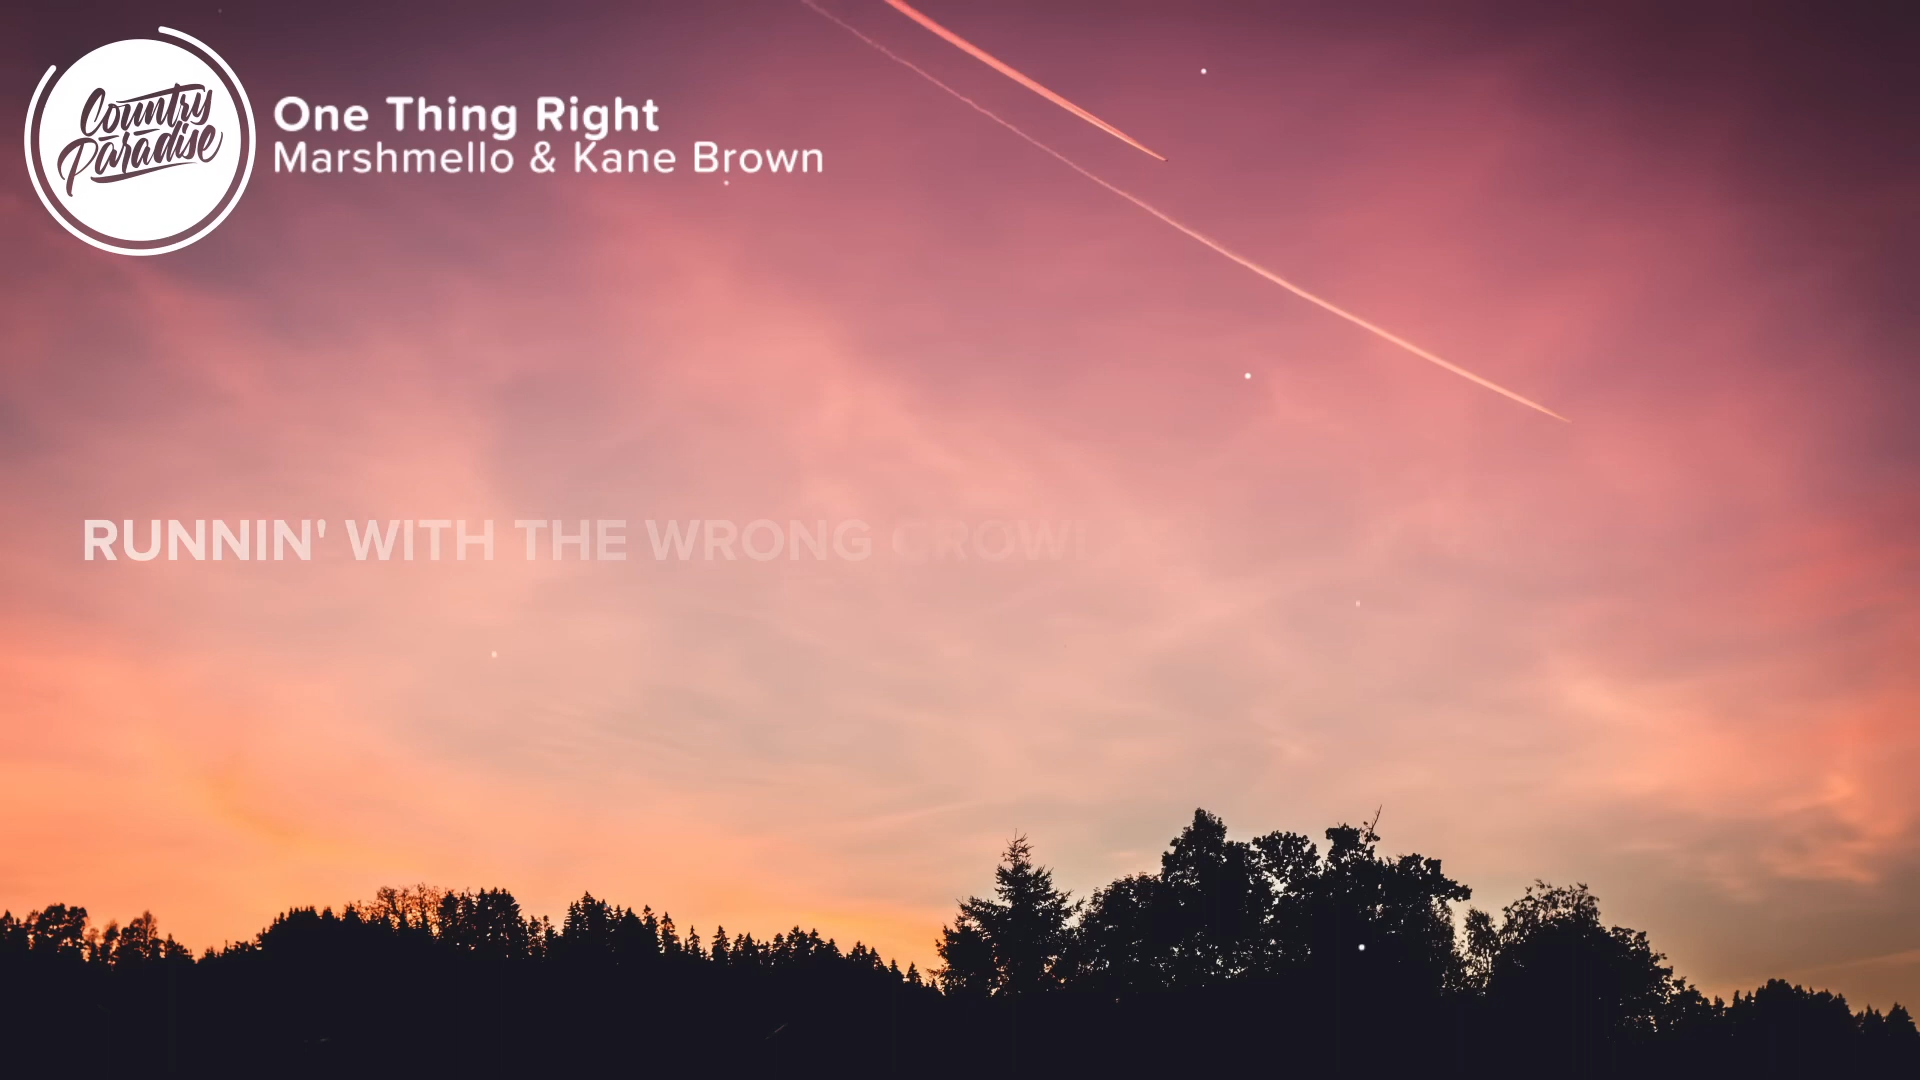 Country
Paradise
One Thing Right
Marshmello & Kane Brown
RUNNIN' WITH THE WRONG